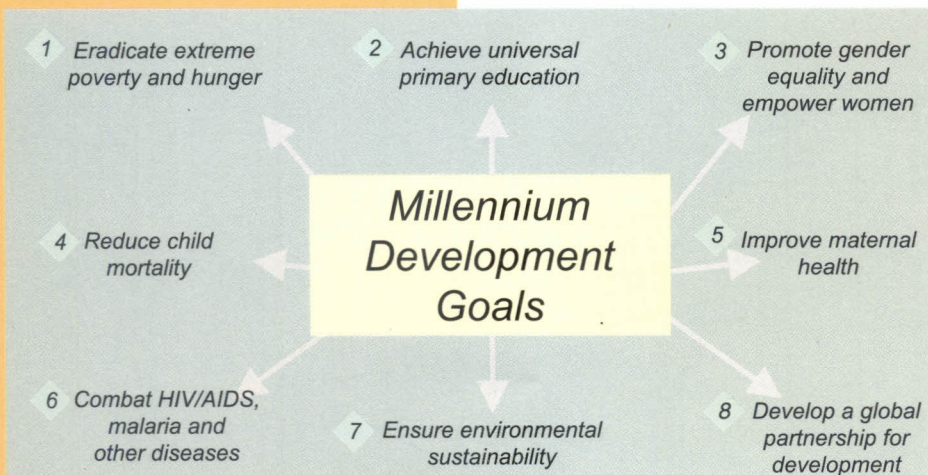 1 Eradicate extreme
poverty and hunger
2 Achieve universal
primary education
3 Promote gender
equality and
empower women
Millennium
Development
Goals
4 Reduce child
mortality
5 Improve maternal
health
6 Combat HIV/AIDS,
malaria and
other diseases
7 Ensure environmental
sustainability
8 Develop a global
partnership for
development